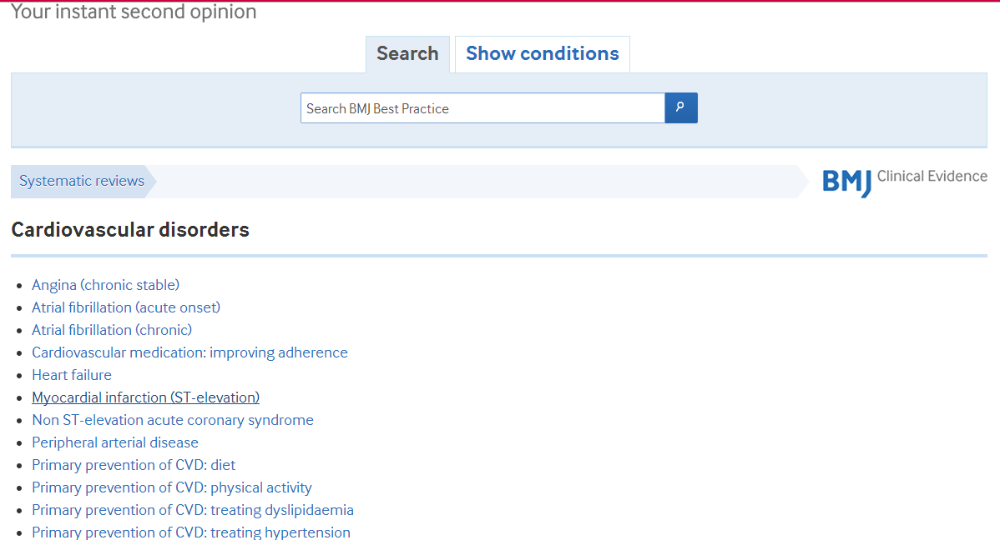 Your instant second opinion
Search
Show conditions
Search BMJ Best Practice
Systematic reviews
BMJ Clinical Evidence
Cardiovascular disorders
Angina (chronic stable)
Atrial fibrillation (acute onset)
Atrial fibrillation (chronic)
Cardiovascular medication: improving adherence
Heart failure
Myocardial infarction (ST-elevation)
Non ST-elevation acute coronary syndrome
Peripheral arterial disease
Primary prevention of CVD: diet
Primary prevention of CVD: physical activity
Primary prevention of CVD: treating dyslipidaemia
Primary prevention of CVD: treating hypertension